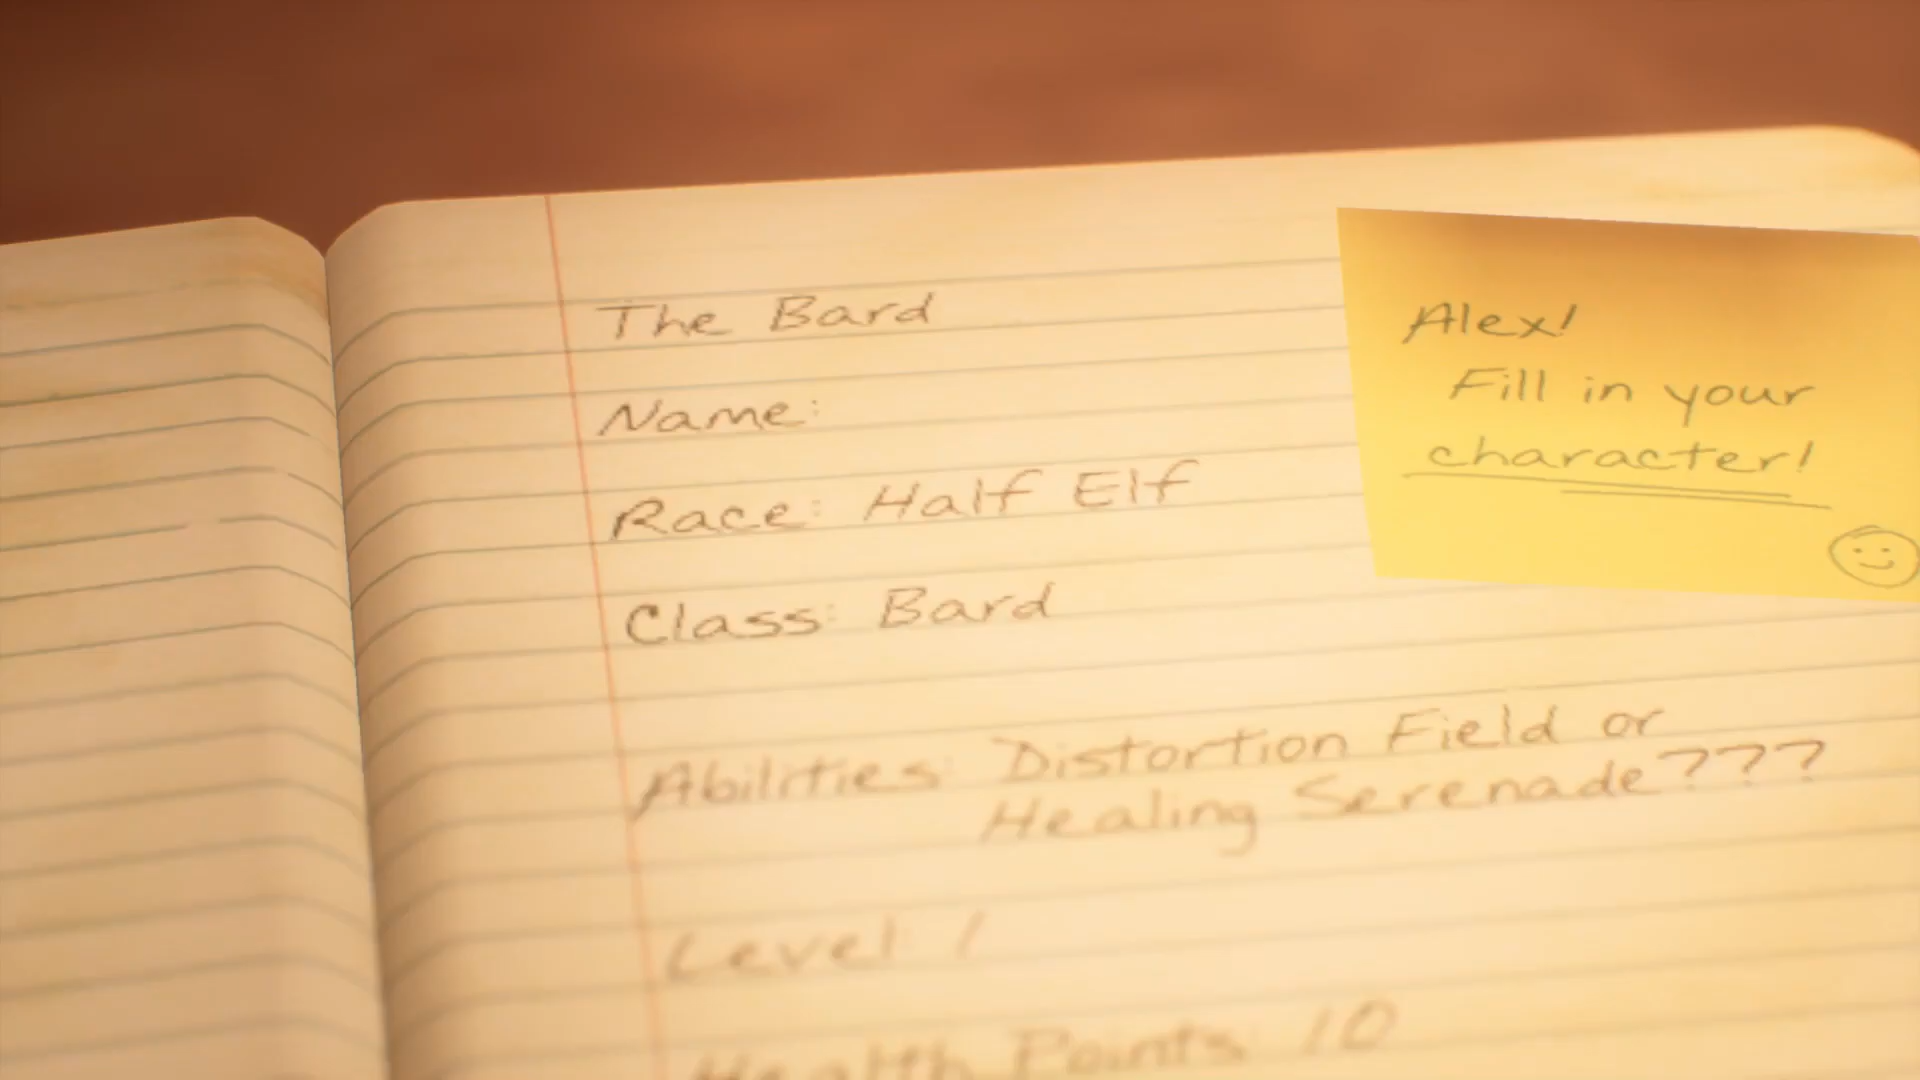 The Bard
Name:
Race: Half Elf
Class: Bard
Abilities: Distortion Field or
Healing Serenade???
Level 1
Health Points: 10
Alex!
Fill in your
character!